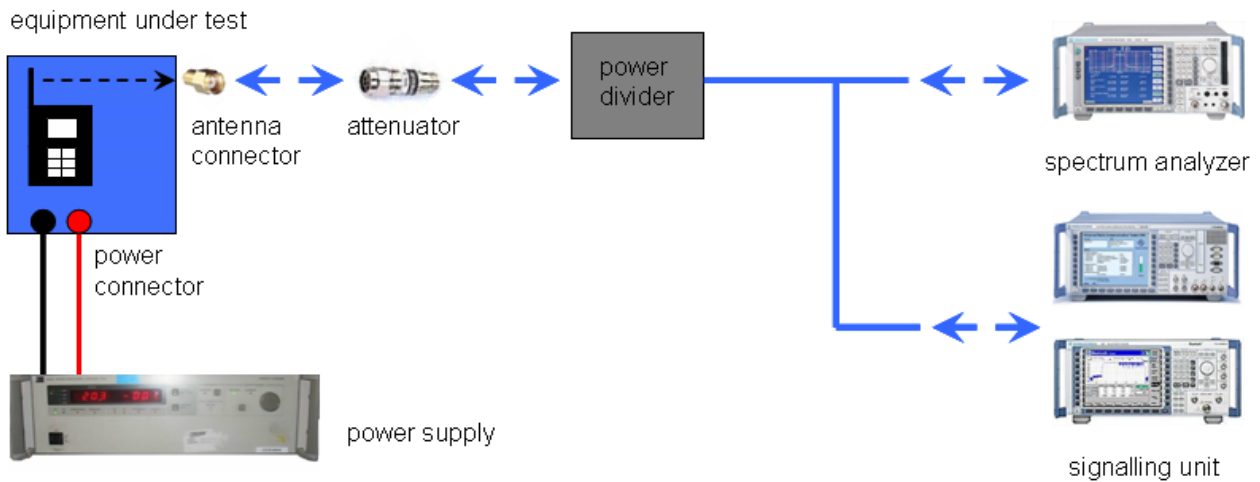 equipment under test
antenna
connector
attenuator
power
divider
spectrum analyzer
power
connector
power supply
signalling unit